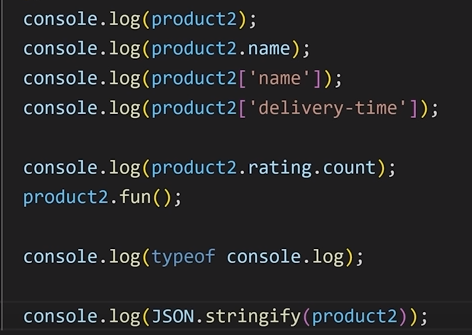 console.log(product2);
console.log(product2.name);
console.log(product2['name']);
console.log(product2['delivery-time']);
console.log(product2.rating.count);
product2.fun();
console.log(typeof console.log);
console.log(JSON.stringify(product2));